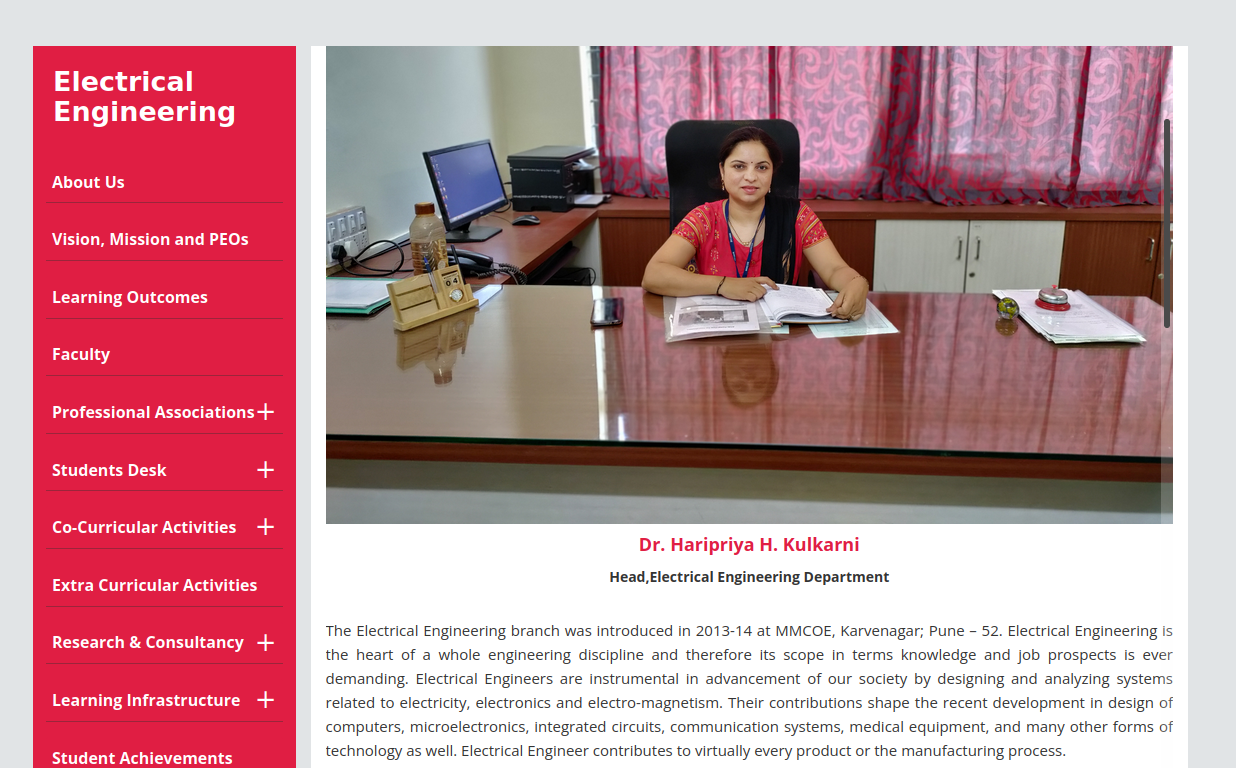 Electrical
Engineering
About Us
Vision, Mission and PEOs
Learning Outcomes
Faculty
Professional Associations
Students Desk
Co-Curricular Activities
Extra Curricular Activities
Research & Consultancy
Learning Infrastructure
Student Achievements
Dr. Haripriya H. Kulkarni
Head,Electrical Engineering Department
The Electrical Engineering branch was introduced in 2013-14 at MMCOE, Karvenagar; Pune – 52. Electrical Engineering is
the heart of a whole engineering discipline and therefore its scope in terms knowledge and job prospects is ever
demanding. Electrical Engineers are instrumental in advancement of our society by designing and analyzing systems
related to electricity, electronics and electro-magnetism. Their contributions shape the recent development in design of
computers, microelectronics, integrated circuits, communication systems, medical equipment, and many other forms of
technology as well. Electrical Engineer contributes to virtually every product or the manufacturing process.